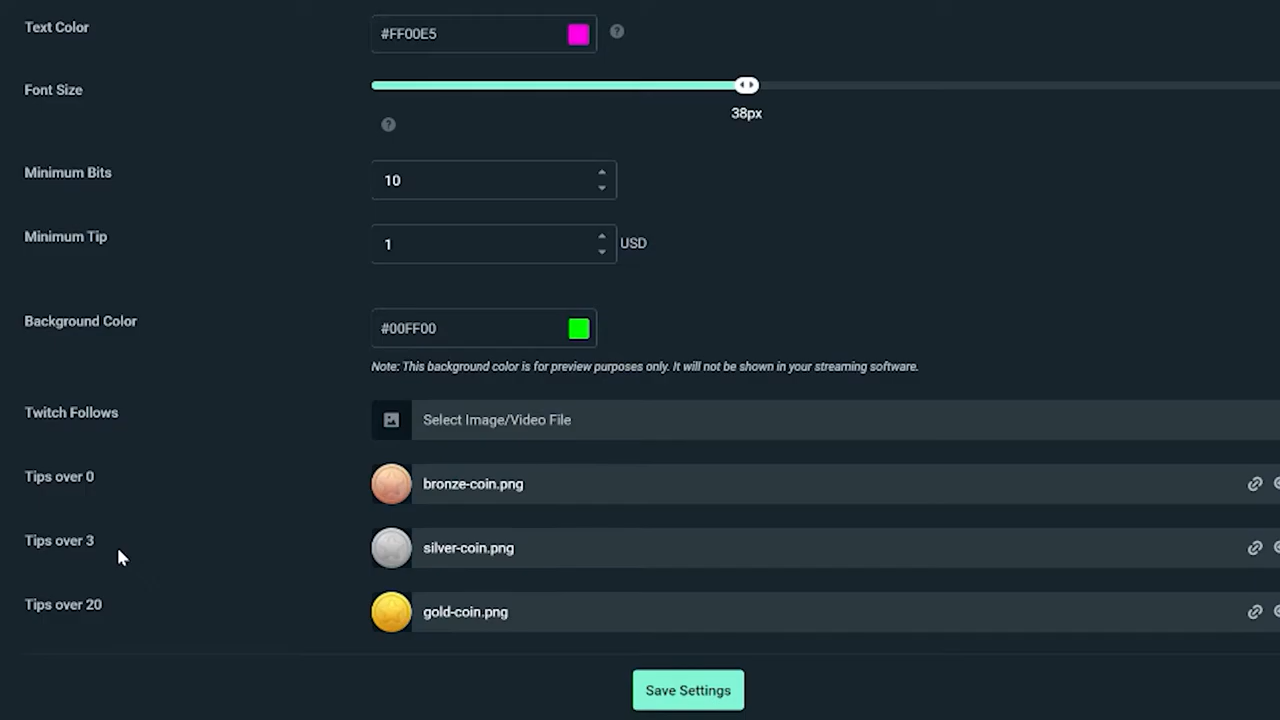 Text Color
#FF00E5
?
Font Size
38px
?
Minimum Bits
10
Minimum Tip
1
USD
Background Color
#00FF00
Note: This background color is for preview purposes only. It will not be shown in your streaming software.
Twitch Follows
Select Image/Video File
Tips over 0
bronze-coin.png
Tips over 3
silver-coin.png
Tips over 20
gold-coin.png
Save Settings